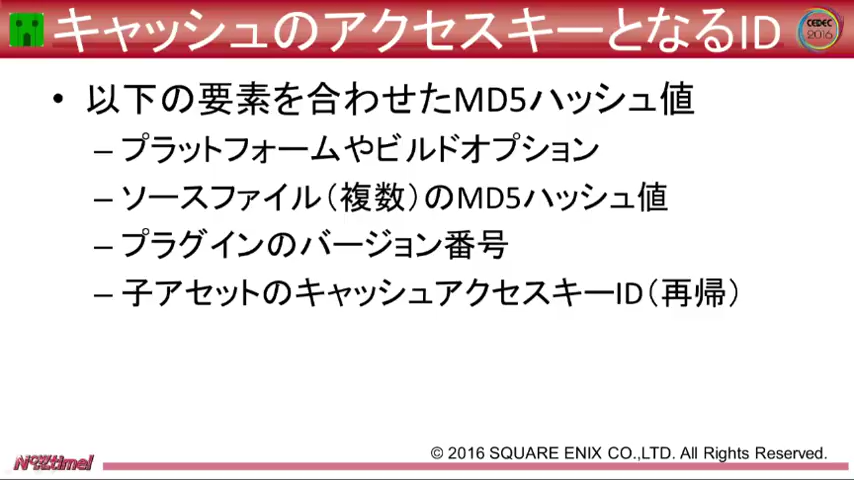 キャッシュのアクセスキーとなるID
CEDEC
2016
• 以下の要素を合わせたMD5ハッシュ値
– プラットフォームやビルドオプション
– ソースファイル（複数）のMD5ハッシュ値
– プラグインのバージョン番号
– 子アセットのキャッシュアクセスキーID（再帰）
© 2016 SQUARE ENIX CO.,LTD. All Rights Reserved.